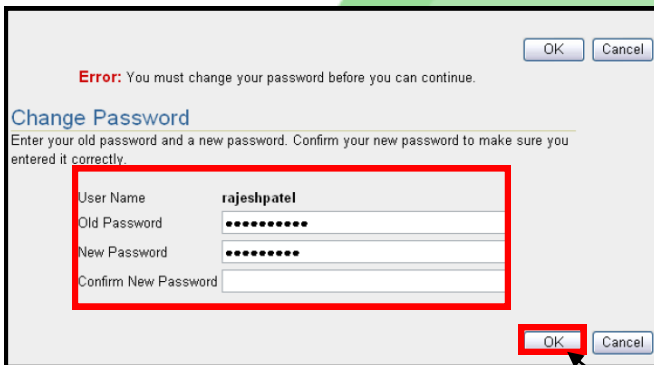 OK Cancel
Error: You must change your password before you can continue.
Change Password
Enter your old password and a new password. Confirm your new password to make sure you
entered it correctly.
User Name rajeshpatel
Old Password ••••••••••
New Password •••••••••
Confirm New Password
OK Cancel